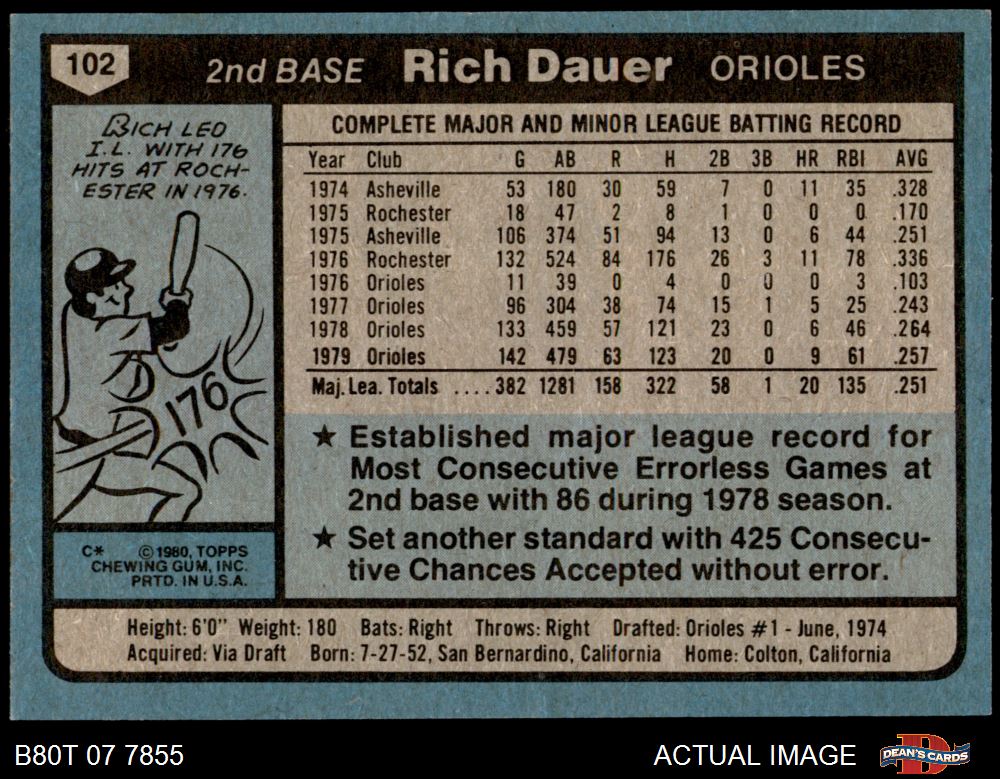 102
2nd BASE Rich Dauer ORIOLES
RICH LED
I.L. WITH 176
HITS AT ROCH-
ESTER IN 1976.
176
C* © 1980, TOPPS
CHEWING GUM, INC.
PRTD. IN U.S.A.
COMPLETE MAJOR AND MINOR LEAGUE BATTING RECORD
Year Club G AB R H 2B 3B HR RBI AVG
1974 Asheville 53 180 30 59 7 0 11 35 .328
1975 Rochester 18 47 2 8 1 0 0 0 .170
1975 Asheville 106 374 51 94 13 0 6 44 .251
1976 Rochester 132 524 84 176 26 3 11 78 .336
1976 Orioles 11 39 0 4 0 0 0 3 .103
1977 Orioles 96 304 38 74 15 1 5 25 .243
1978 Orioles 133 459 57 121 23 0 6 46 .264
1979 Orioles 142 479 63 123 20 0 9 61 .257
Maj. Lea. Totals .... 382 1281 158 322 58 1 20 135 .251
★ Established major league record for
Most Consecutive Errorless Games at
2nd base with 86 during 1978 season.
★ Set another standard with 425 Consecu-
tive Chances Accepted without error.
Height: 6'0" Weight: 180 Bats: Right Throws: Right Drafted: Orioles #1 - June, 1974
Acquired: Via Draft Born: 7-27-52, San Bernardino, California Home: Colton, California
B80T 07 7855 ACTUAL IMAGE DEAN'S CARDS